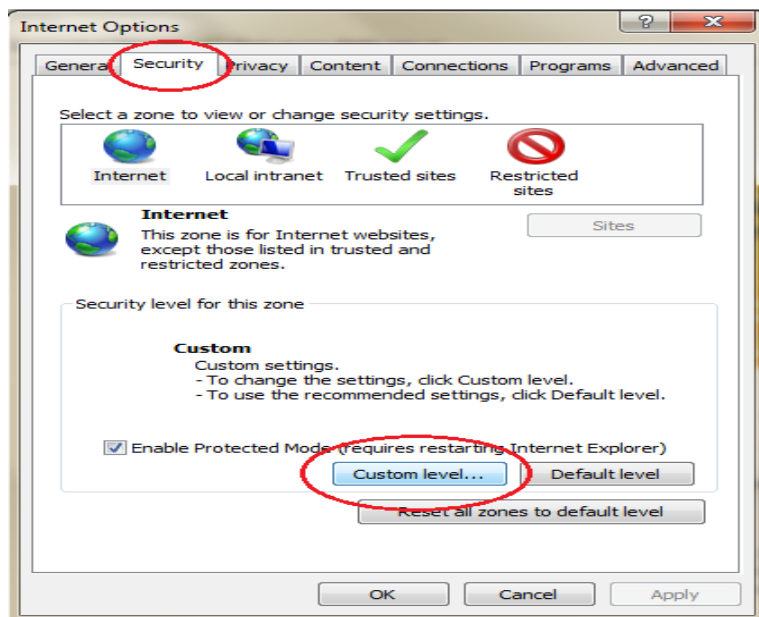 Internet Options
General Security Privacy Content Connections Programs Advanced
Select a zone to view or change security settings.
Internet Local intranet Trusted sites Restricted
sites
Internet
Sites
This zone is for Internet websites,
except those listed in trusted and
restricted zones.
Security level for this zone
Custom
Custom settings.
- To change the settings, click Custom level.
- To use the recommended settings, click Default level.
Enable Protected Mode (requires restarting Internet Explorer)
Custom level... Default level
Reset all zones to default level
OK Cancel Apply